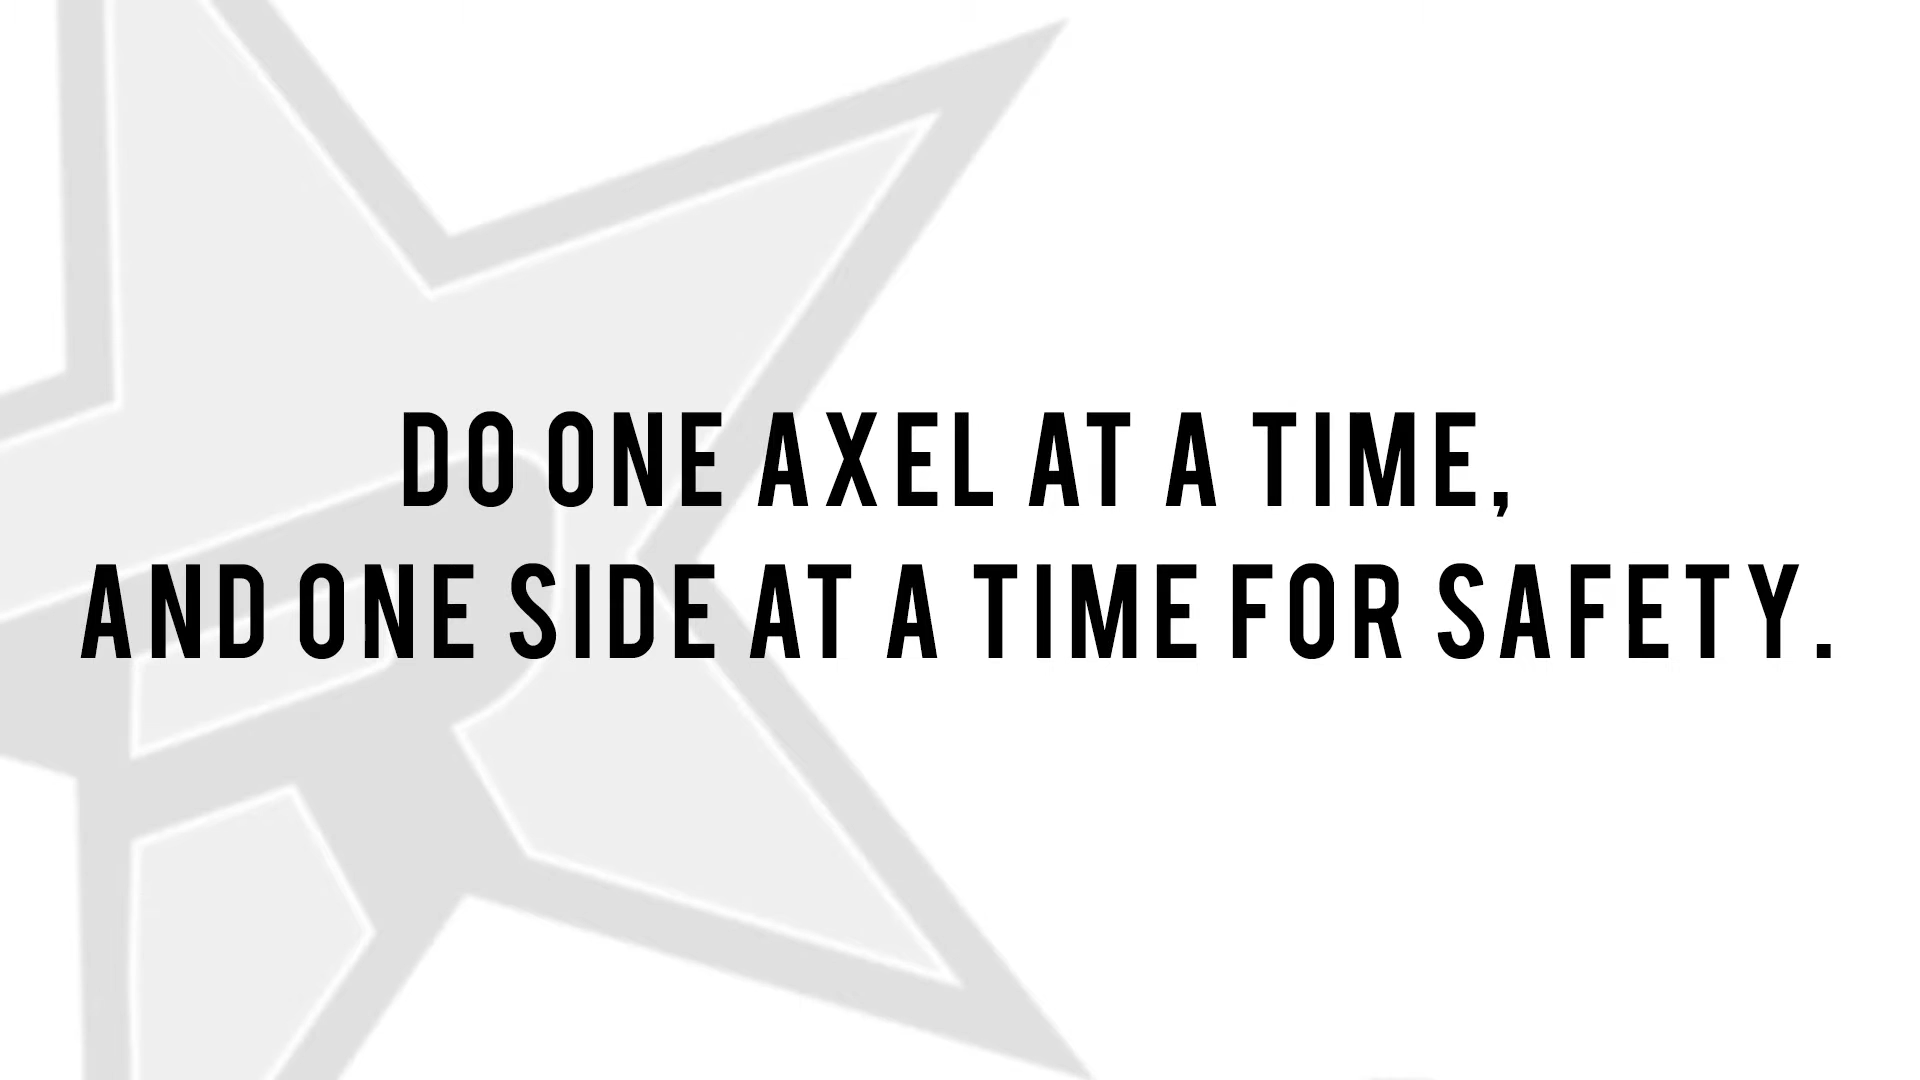 DO ONE AXEL AT A TIME,
AND ONE SIDE AT A TIME FOR SAFETY.